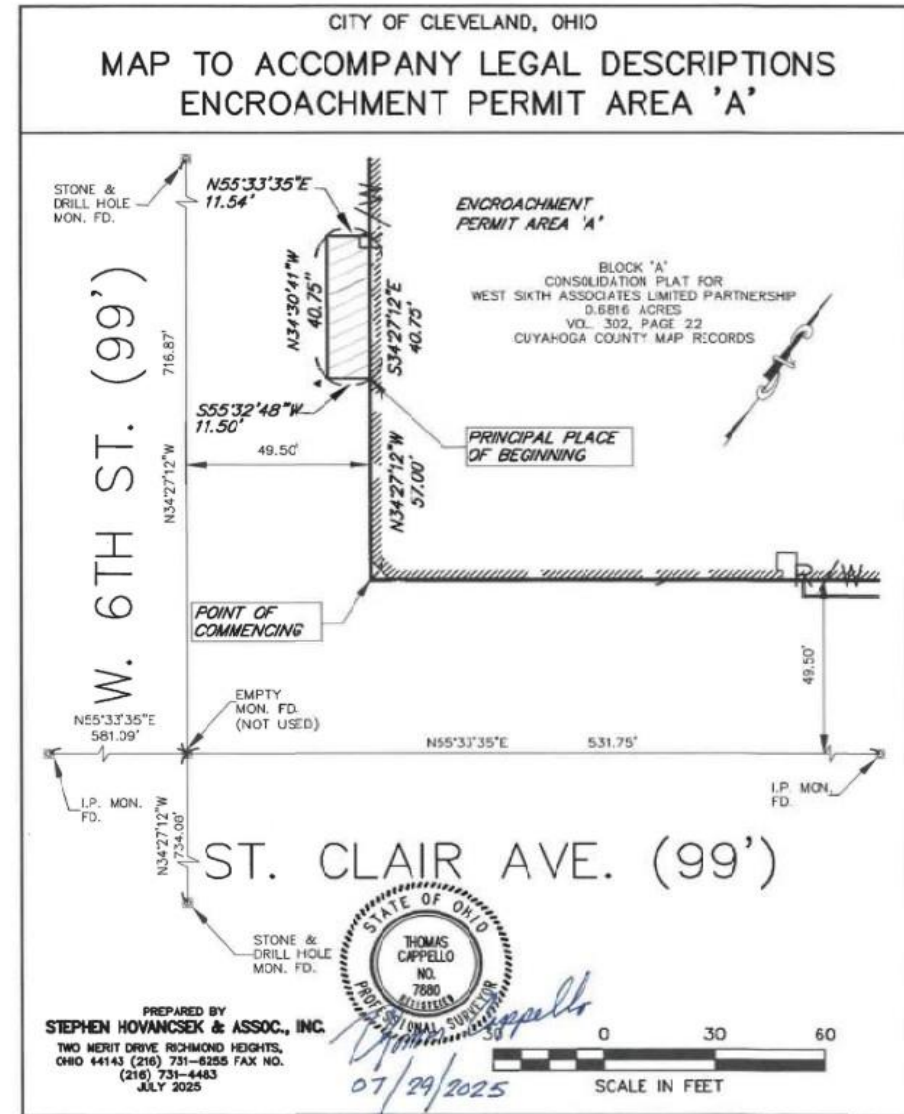 CITY OF CLEVELAND, OHIO
MAP TO ACCOMPANY LEGAL DESCRIPTIONS
ENCROACHMENT PERMIT AREA 'A'
STONE &
DRILL HOLE
MON. FD.
N55°33'35"E
11.54'
ENCROACHMENT
PERMIT AREA 'A'
BLOCK 'A'
CONSOLIDATION PLAT FOR
WEST SIXTH ASSOCIATES LIMITED PARTNERSHIP
0.6816 ACRES
VOL. 302, PAGE 22
CUYAHOGA COUNTY MAP RECORDS
W. 6TH ST. (99')
716.87'
N34°27'12"W
N34°30'41"W
40.75"
S34°27'12"E
40.75'
S55°32'48"W
11.50'
49.50'
PRINCIPAL PLACE
OF BEGINNING
N34°27'12"W
57.00'
R/W
POINT OF
COMMENCING
49.50'
EMPTY
MON. FD.
(NOT USED)
N55°33'35"E
581.09'
N55°33'35"E 531.75'
I.P. MON.
FD.
I.P. MON.
FD.
N34°27'12"W
734.08'
ST. CLAIR AVE. (99')
STONE &
DRILL HOLE
MON. FD.
STATE OF OHIO
THOMAS
CAPPELLO
NO.
7880
REGISTERED
PROFESSIONAL SURVEYOR
Thomas Cappello
07/29/2025
PREPARED BY
STEPHEN HOVANCSEK & ASSOC., INC.
TWO MERIT DRIVE RICHMOND HEIGHTS,
OHIO 44143 (216) 731-6255 FAX NO.
(216) 731-4483
JULY 2025
30 0 30 60
SCALE IN FEET